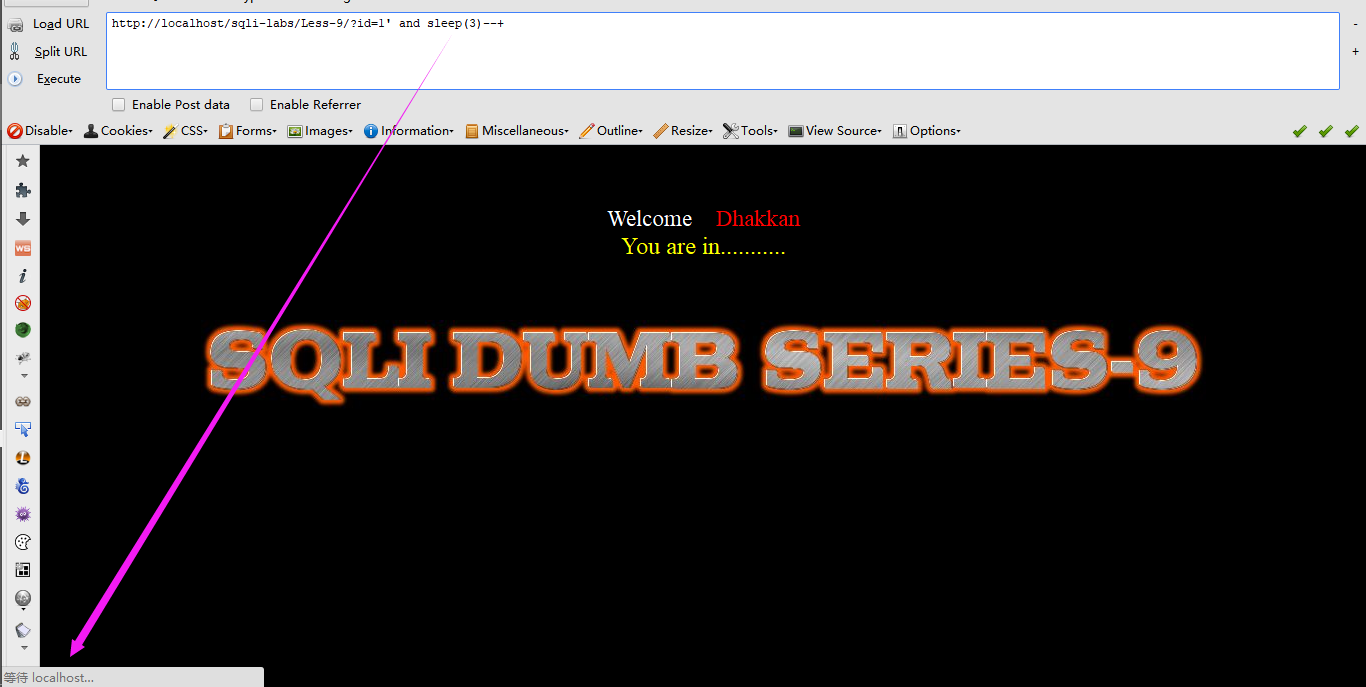 Load URL
http://localhost/sqli-labs/Less-9/?id=1' and sleep(3)--+
-
Split URL
+
Execute
Enable Post data Enable Referrer
Disable Cookies CSS Forms Images Information Miscellaneous Outline Resize Tools View Source Options
WS
Welcome Dhakkan
You are in...........
SQLI DUMB SERIES-9
等待 localhost...